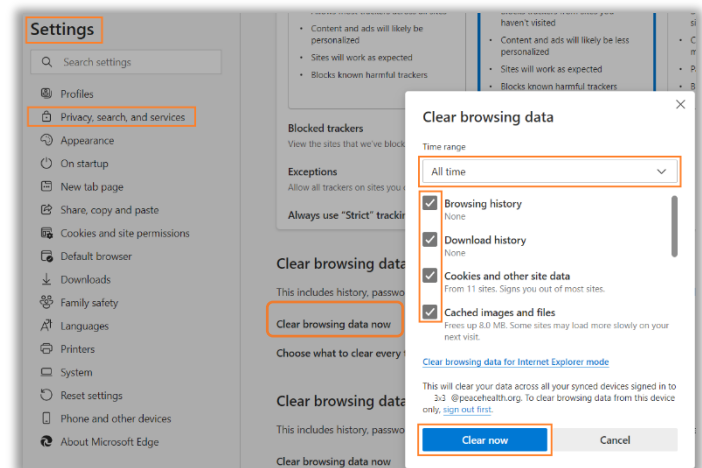 Settings
Search settings
Profiles
Privacy, search, and services
Appearance
On startup
New tab page
Share, copy and paste
Cookies and site permissions
Default browser
Downloads
Family safety
Languages
Printers
System
Reset settings
Phone and other devices
About Microsoft Edge
• Content and ads will likely be
personalized
• Sites will work as expected
• Blocks known harmful trackers
haven't visited
• Content and ads will likely be less
personalized
• Sites will work as expected
• Blocks known harmful trackers
Blocked trackers
View the sites that we've block
Exceptions
Allow all trackers on sites you
Always use "Strict" trackin
Clear browsing data
This includes history, passwo
Clear browsing data now
Choose what to clear every
Clear browsing data
This includes history, passwo
Clear browsing data now
Clear browsing data
Time range
All time
Browsing history
None
Download history
None
Cookies and other site data
From 11 sites. Signs you out of most sites.
Cached images and files
Frees up 8.0 MB. Some sites may load more slowly on your
next visit.
Clear browsing data for Internet Explorer mode
This will clear your data across all your synced devices signed in to
@peacehealth.org. To clear browsing data from this device
only, sign out first.
Clear now
Cancel